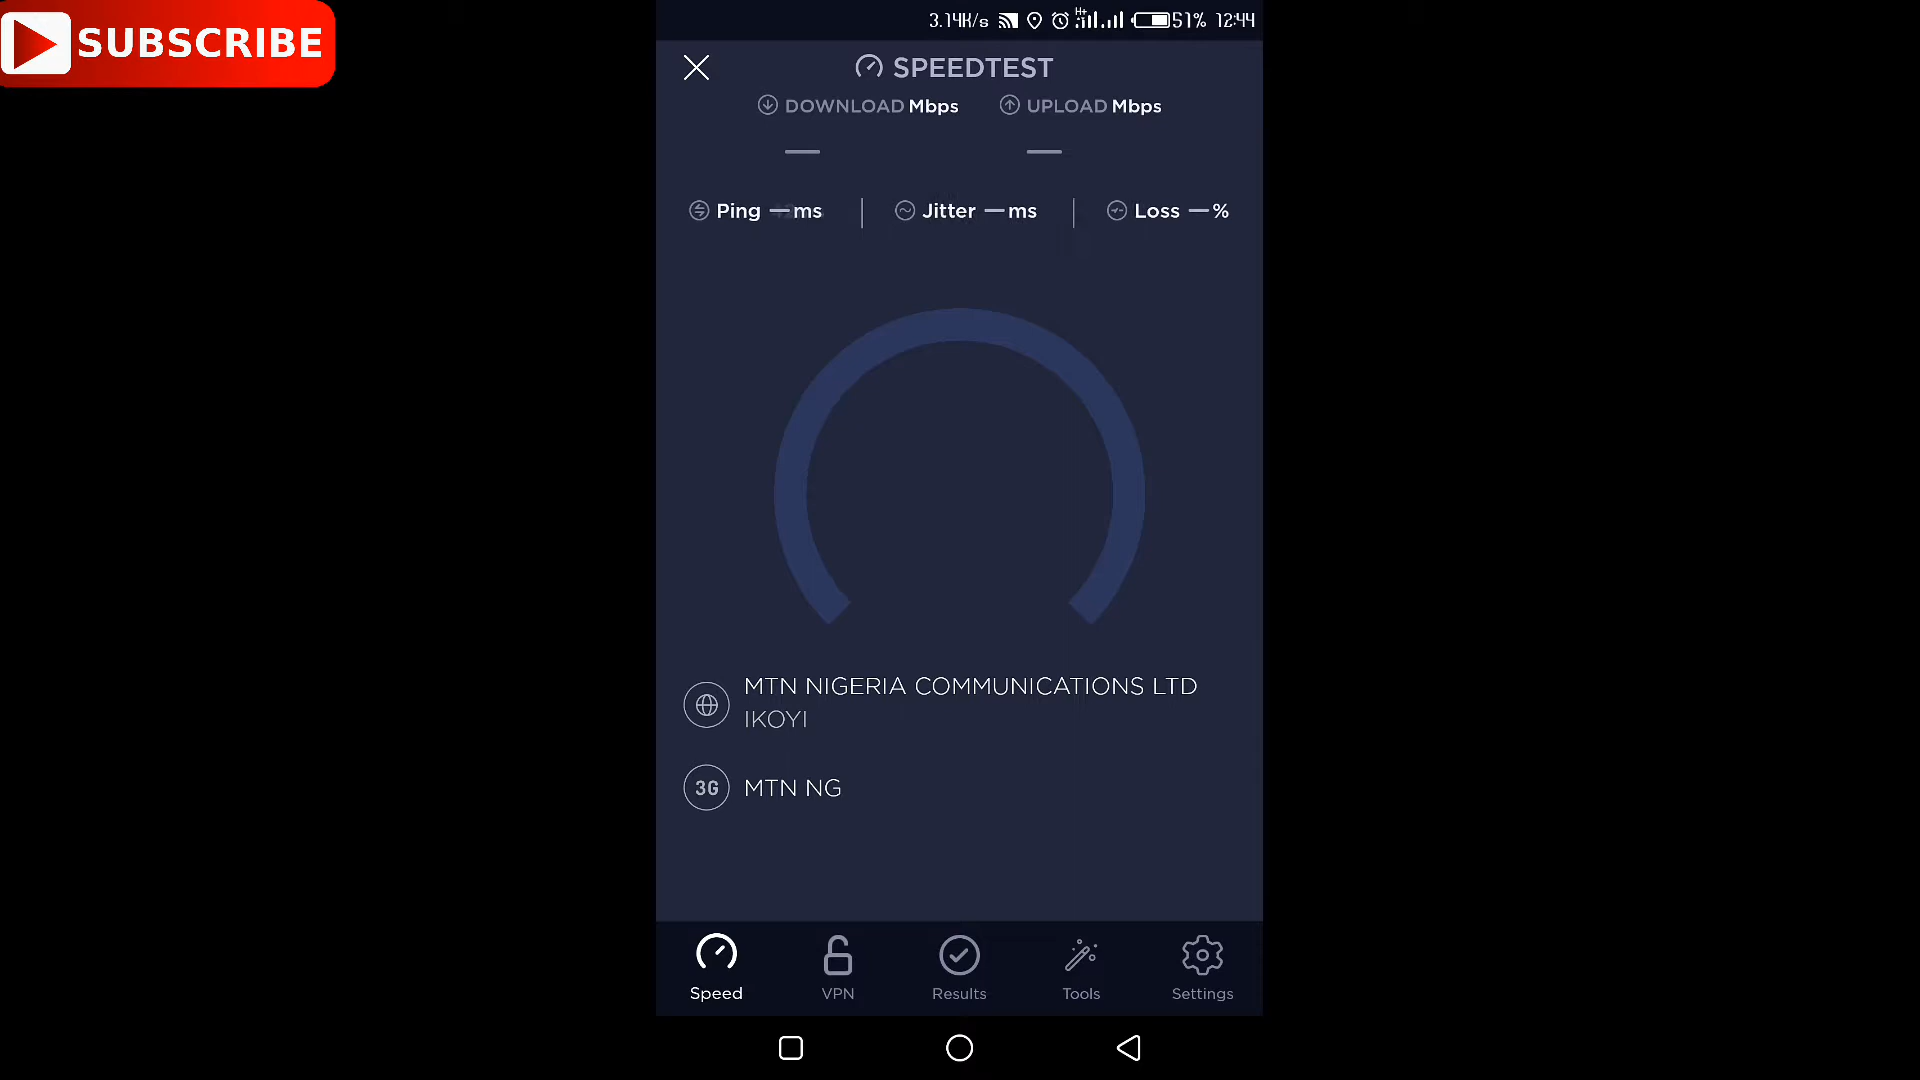 SUBSCRIBE
3.14K/s H+ 51% 12:44
SPEEDTEST
DOWNLOAD Mbps UPLOAD Mbps
— —
Ping — ms Jitter — ms Loss — %
MTN NIGERIA COMMUNICATIONS LTD
IKOYI
3G MTN NG
Speed VPN Results Tools Settings